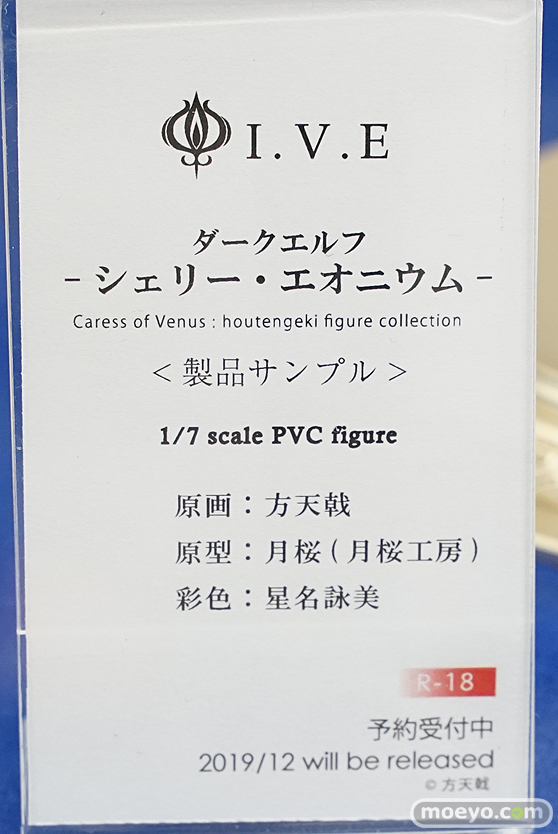 I.V.E
ダークエルフ
- シェリー・エオニウム -
Caress of Venus : houtengeki figure collection
＜製品サンプル＞
1/7 scale PVC figure
原画：方天戟
原型：月桜(月桜工房)
彩色：星名詠美
R-18
予約受付中
2019/12 will be released
© 方天戟
moeyo.com